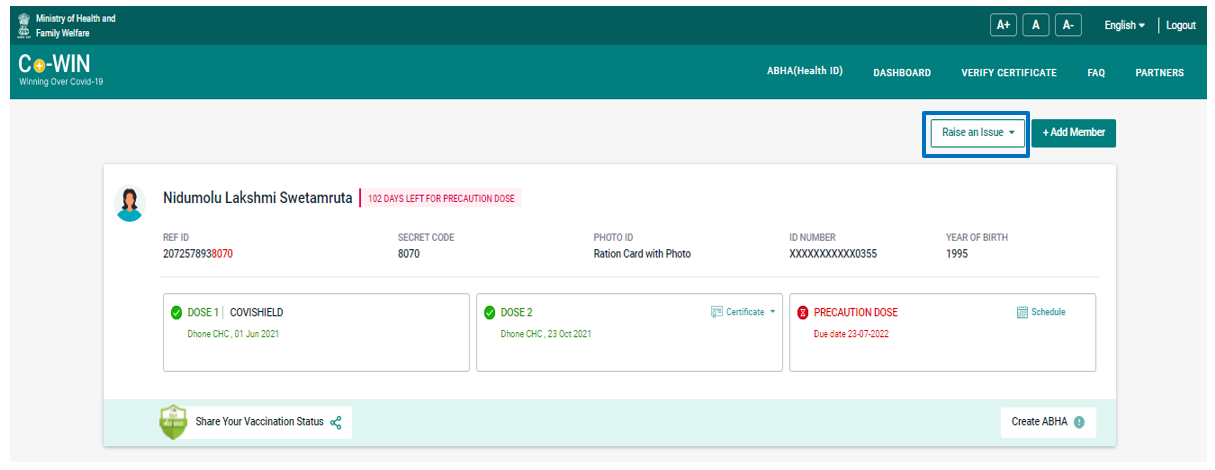 Ministry of Health and
Family Welfare
A+ A A- English Logout
Co-WIN
Winning Over Covid-19
ABHA(Health ID) DASHBOARD VERIFY CERTIFICATE FAQ PARTNERS
Raise an Issue + Add Member
Nidumolu Lakshmi Swetamruta 102 DAYS LEFT FOR PRECAUTION DOSE
REF ID SECRET CODE PHOTO ID ID NUMBER YEAR OF BIRTH
2072578938070 8070 Ration Card with Photo XXXXXXXXXXX0355 1995
DOSE 1 COVISHIELD DOSE 2 Certificate PRECAUTION DOSE Schedule
Dhone CHC , 01 Jun 2021 Dhone CHC , 23 Oct 2021 Due date 23-07-2022
Share Your Vaccination Status Create ABHA